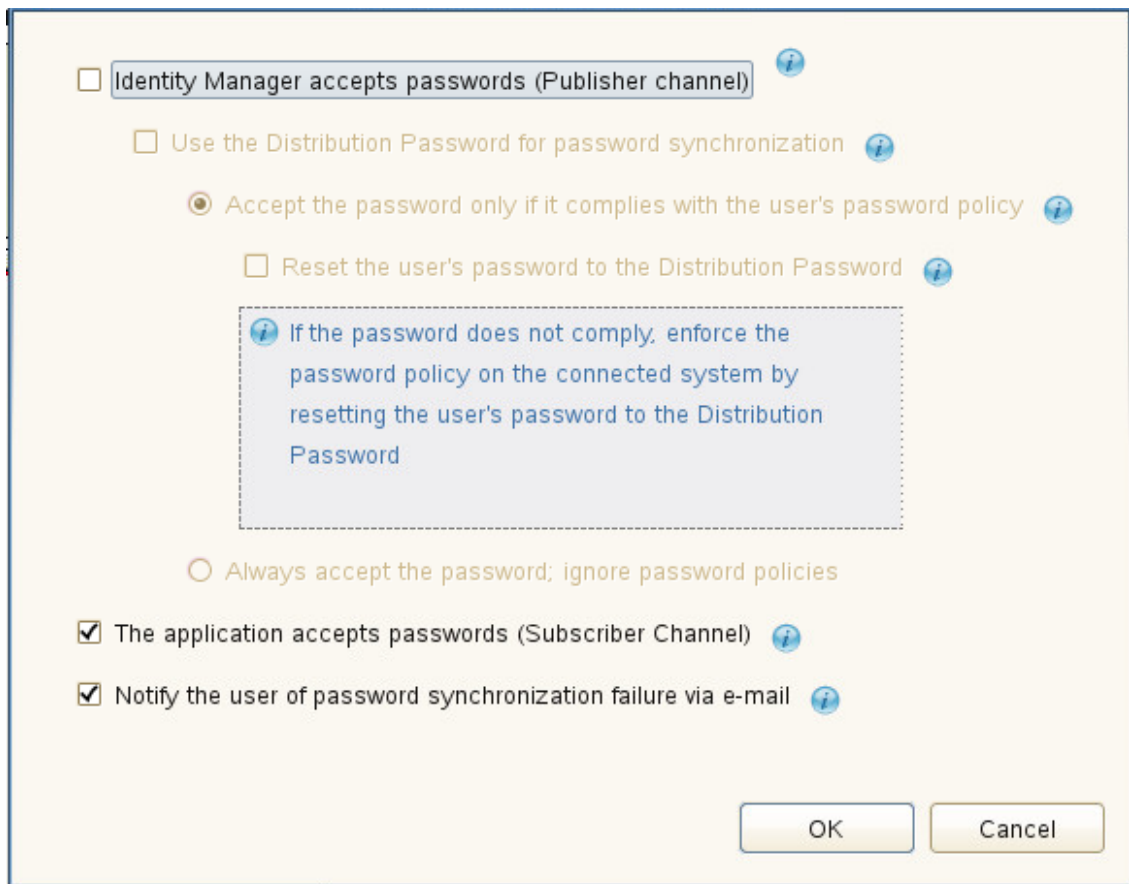 Identity Manager accepts passwords (Publisher channel)
Use the Distribution Password for password synchronization
Accept the password only if it complies with the user's password policy
Reset the user's password to the Distribution Password
If the password does not comply, enforce the
password policy on the connected system by
resetting the user's password to the Distribution
Password
Always accept the password; ignore password policies
The application accepts passwords (Subscriber Channel)
Notify the user of password synchronization failure via e-mail
OK
Cancel